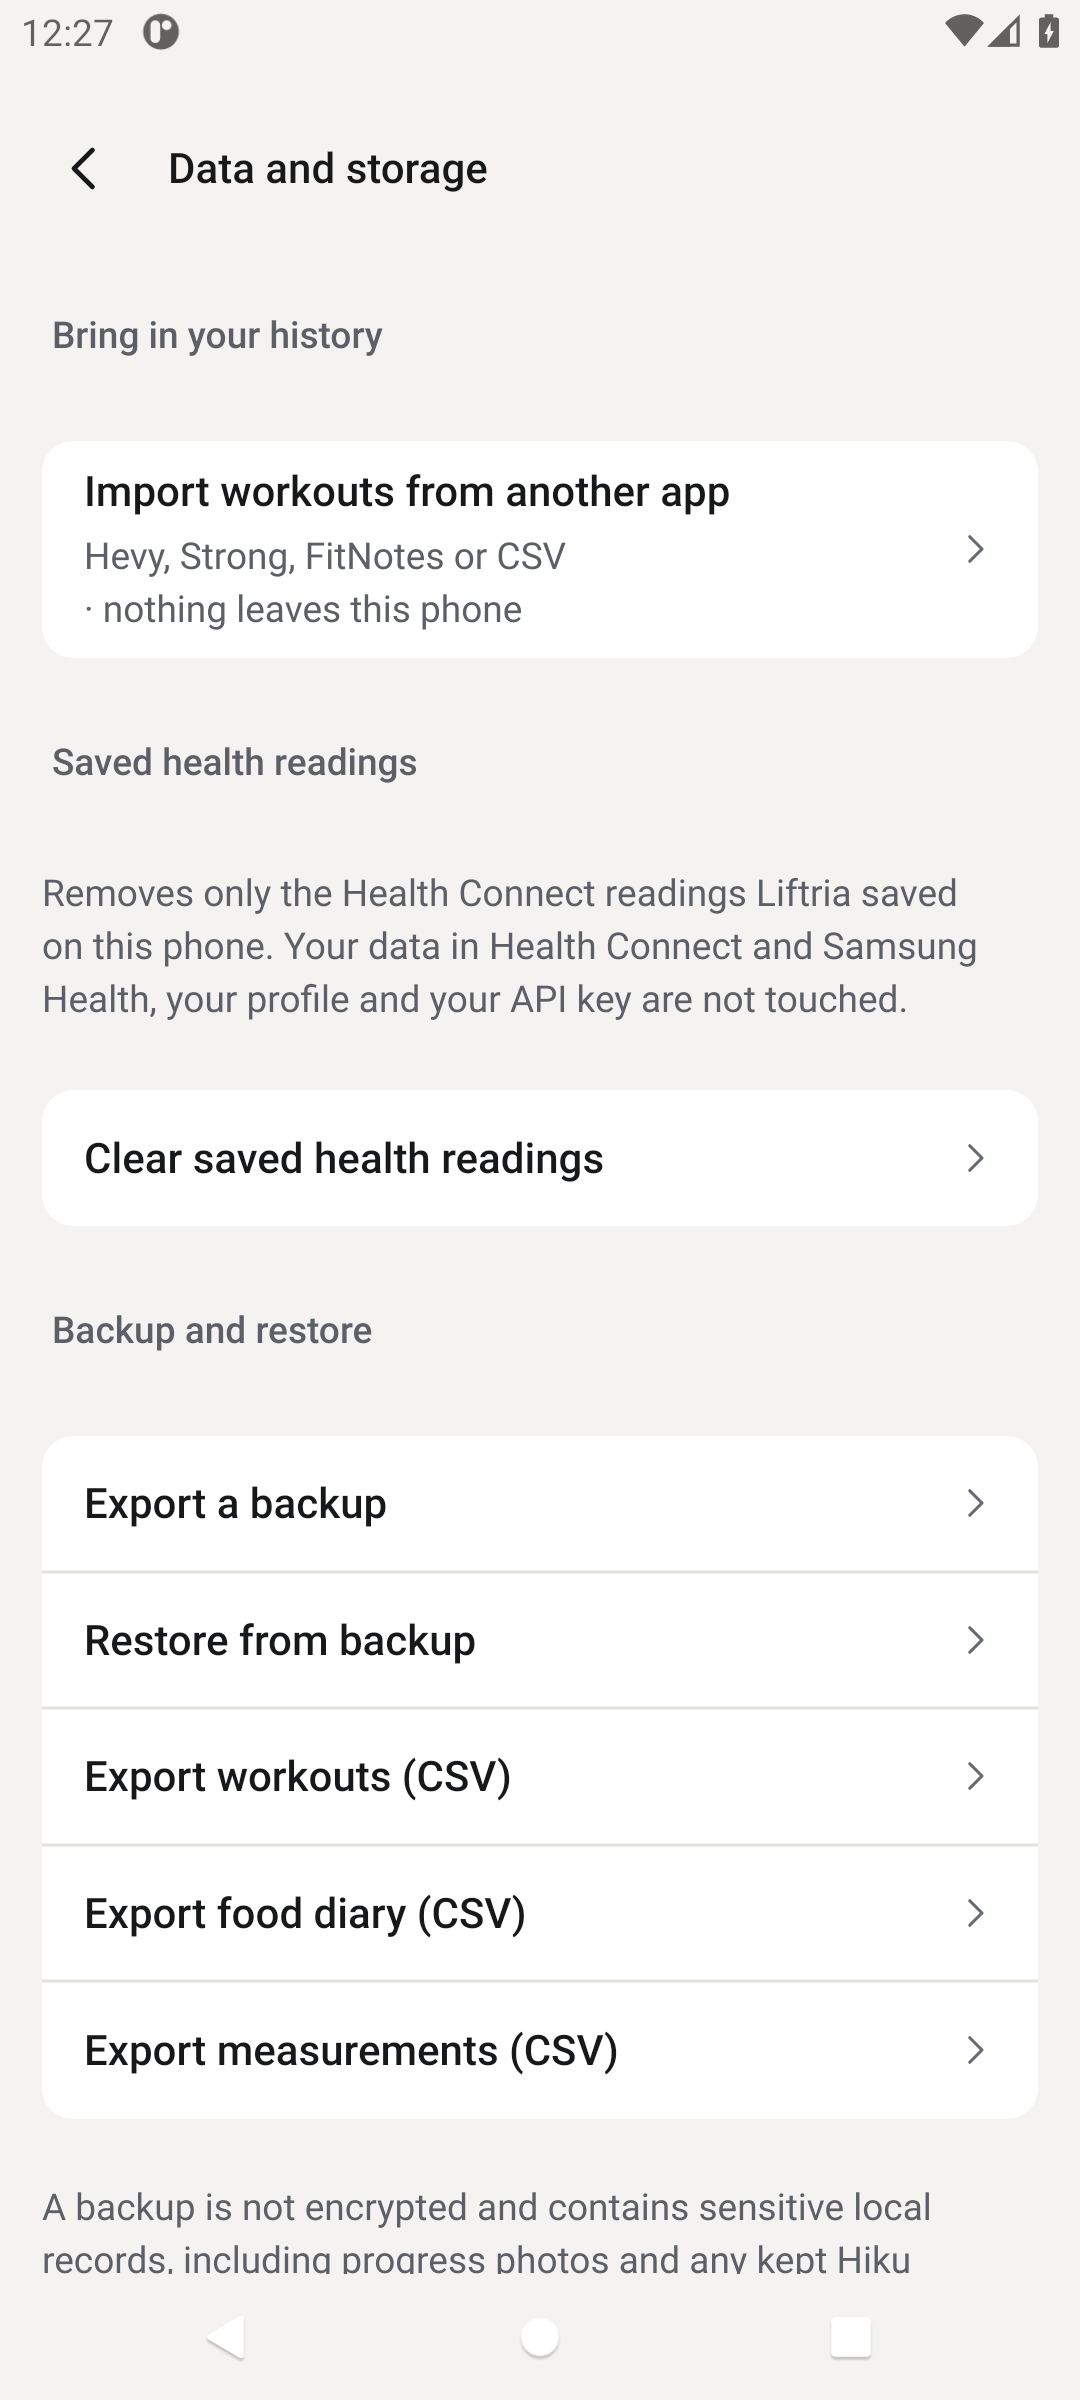 12:27
Data and storage
Bring in your history
Import workouts from another app
Hevy, Strong, FitNotes or CSV
· nothing leaves this phone
Saved health readings
Removes only the Health Connect readings Liftria saved
on this phone. Your data in Health Connect and Samsung
Health, your profile and your API key are not touched.
Clear saved health readings
Backup and restore
Export a backup
Restore from backup
Export workouts (CSV)
Export food diary (CSV)
Export measurements (CSV)
A backup is not encrypted and contains sensitive local
records, including progress photos and any kept Hiku